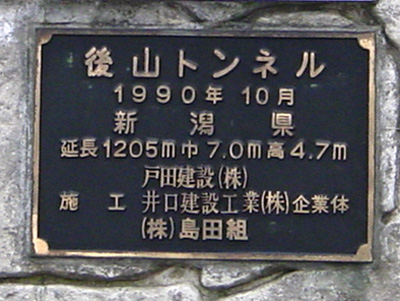 後山トンネル
1990年 10月
新潟県
延長1205m巾7.0m高4.7m
戸田建設(株)
施工 井口建設工業(株)企業体
(株)島田組